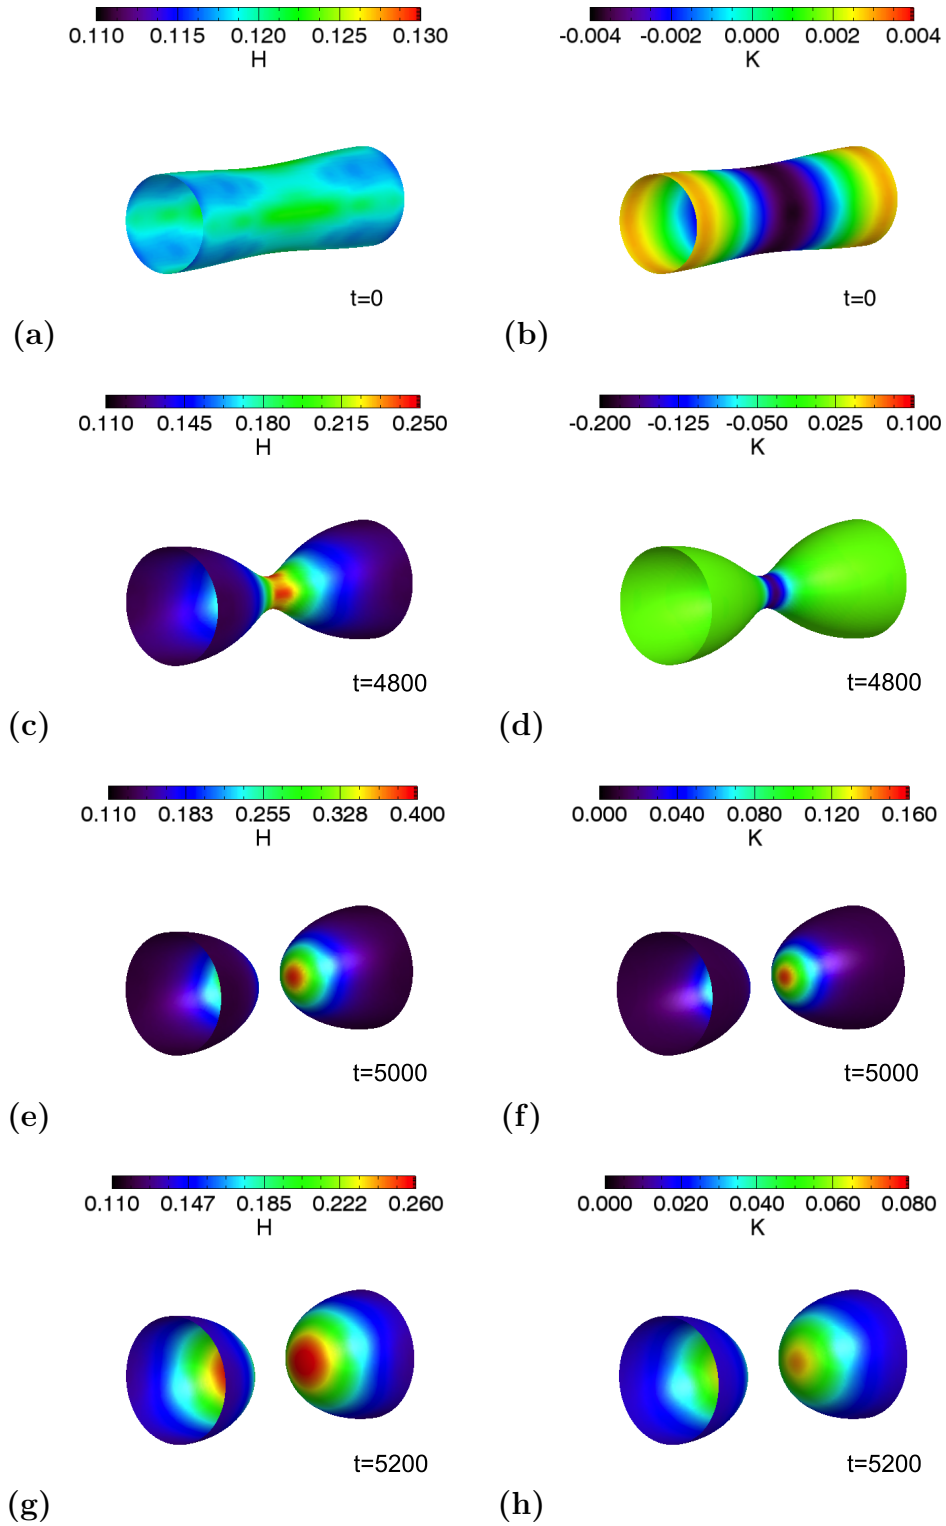 0.110 0.115 0.120 0.125 0.130
H
-0.004 -0.002 0.000 0.002 0.004
K
t=0
t=0
(a)
(b)
0.110 0.145 0.180 0.215 0.250
H
-0.200 -0.125 -0.050 0.025 0.100
K
t=4800
t=4800
(c)
(d)
0.110 0.183 0.255 0.328 0.400
H
0.000 0.040 0.080 0.120 0.160
K
t=5000
t=5000
(e)
(f)
0.110 0.147 0.185 0.222 0.260
H
0.000 0.020 0.040 0.060 0.080
K
t=5200
t=5200
(g)
(h)